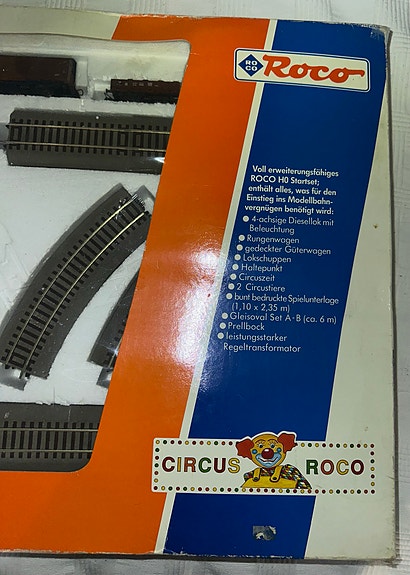 ROCO
Roco
Voll erweiterungsfähiges
ROCO H0 Startset;
enthält alles, was für den
Einstieg ins Modellbahn-
vergnügen benötigt wird:
● 4-achsige Diesellok mit
Beleuchtung
● Rungenwagen
● gedeckter Güterwagen
● Lokschuppen
● Haltepunkt
● Circuszeit
● 2 Circustiere
● bunt bedruckte Spielunterlage
(1,10 x 2,35 m)
● Gleisoval Set A+B (ca. 6 m)
● Prellbock
● leistungsstarker
Regeltransformator
CIRCUS ROCO